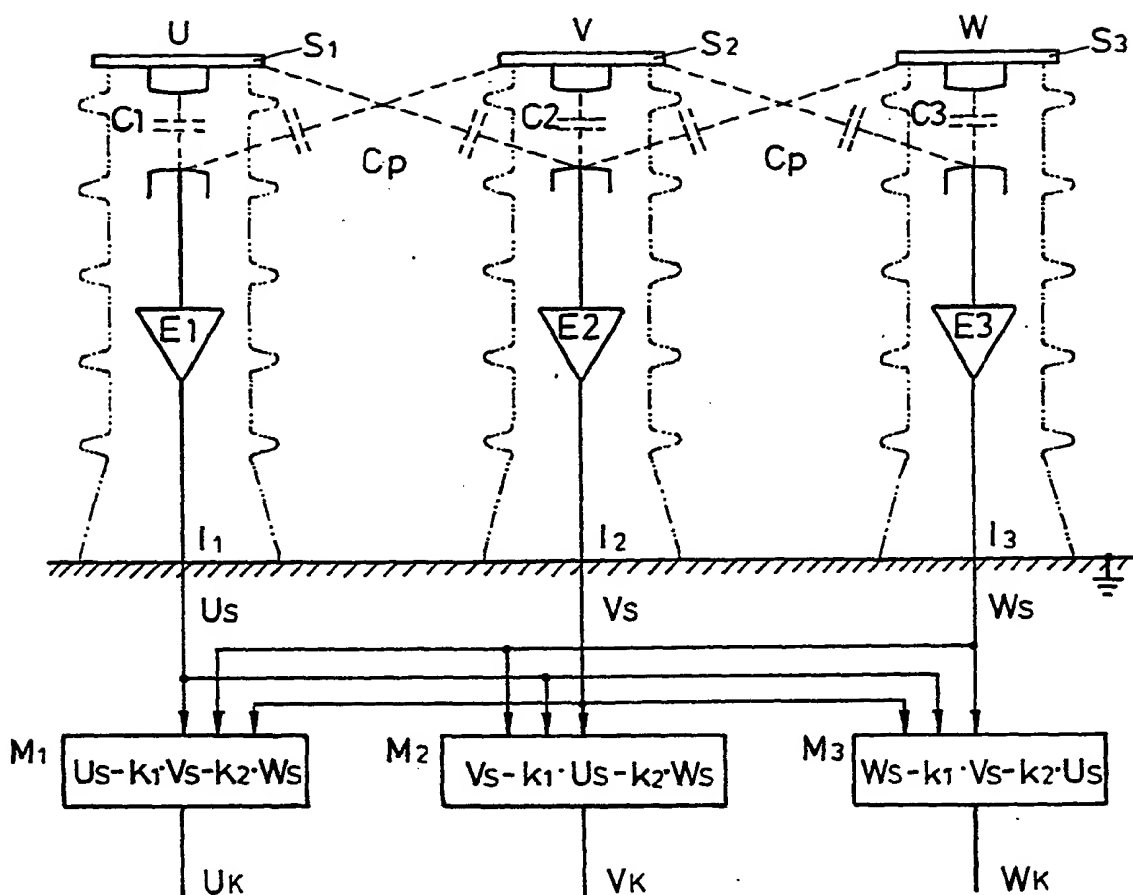 U V W
S1 S2 S3
C1 C2 C3
Cp Cp
E1 E2 E3
I1 I2 I3
Us Vs Ws
M1 M2 M3
Us-k1·Vs-k2·Ws Vs-k1·Us-k2·Ws Ws-k1·Vs-k2·Us
UK VK WK